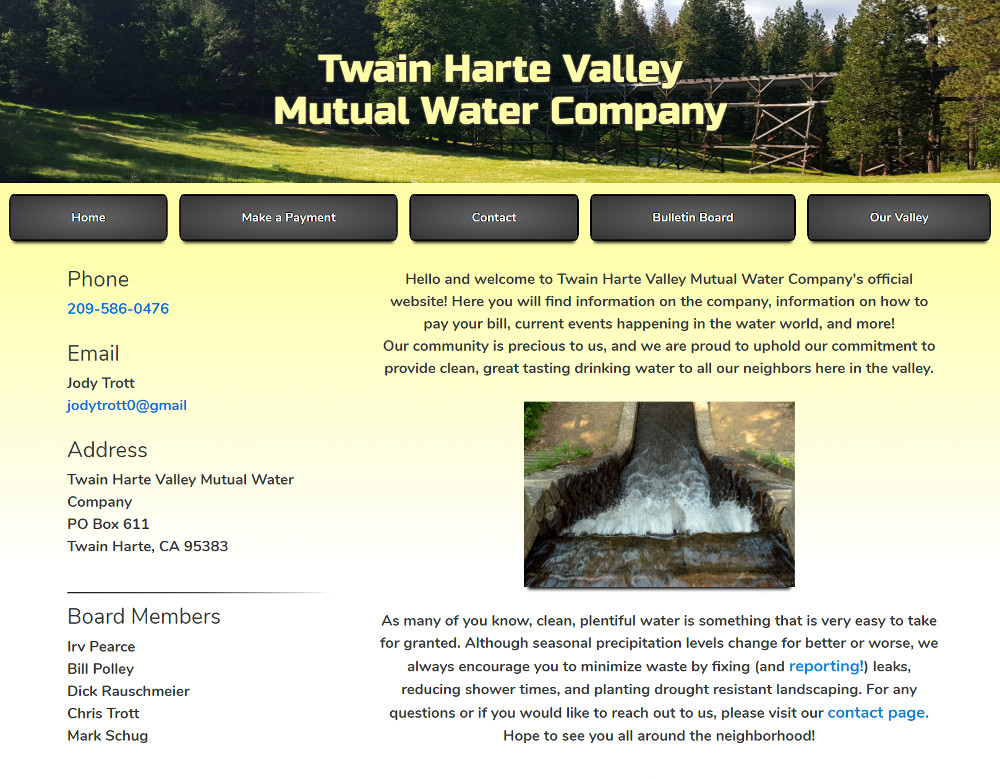 Twain Harte Valley
Mutual Water Company
Home
Make a Payment
Contact
Bulletin Board
Our Valley
Phone
209-586-0476
Email
Jody Trott
jodytrott0@gmail
Address
Twain Harte Valley Mutual Water
Company
PO Box 611
Twain Harte, CA 95383
Board Members
Irv Pearce
Bill Polley
Dick Rauschmeier
Chris Trott
Mark Schug
Hello and welcome to Twain Harte Valley Mutual Water Company's official
website! Here you will find information on the company, information on how to
pay your bill, current events happening in the water world, and more!
Our community is precious to us, and we are proud to uphold our commitment to
provide clean, great tasting drinking water to all our neighbors here in the valley.
As many of you know, clean, plentiful water is something that is very easy to take
for granted. Although seasonal precipitation levels change for better or worse, we
always encourage you to minimize waste by fixing (and reporting!) leaks,
reducing shower times, and planting drought resistant landscaping. For any
questions or if you would like to reach out to us, please visit our contact page.
Hope to see you all around the neighborhood!